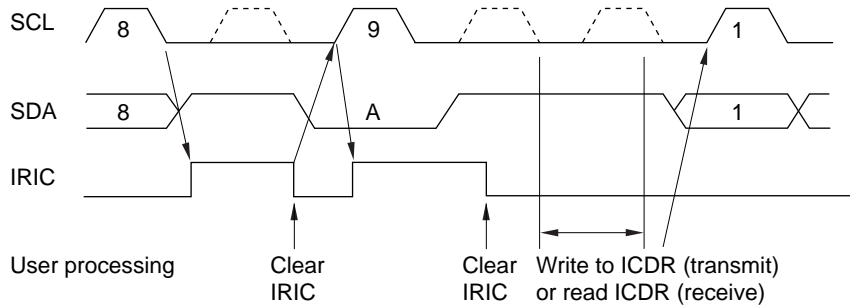 SCL 8 9 1
SDA 8 A 1
IRIC
User processing Clear Clear Write to ICDR (transmit)
IRIC IRIC or read ICDR (receive)